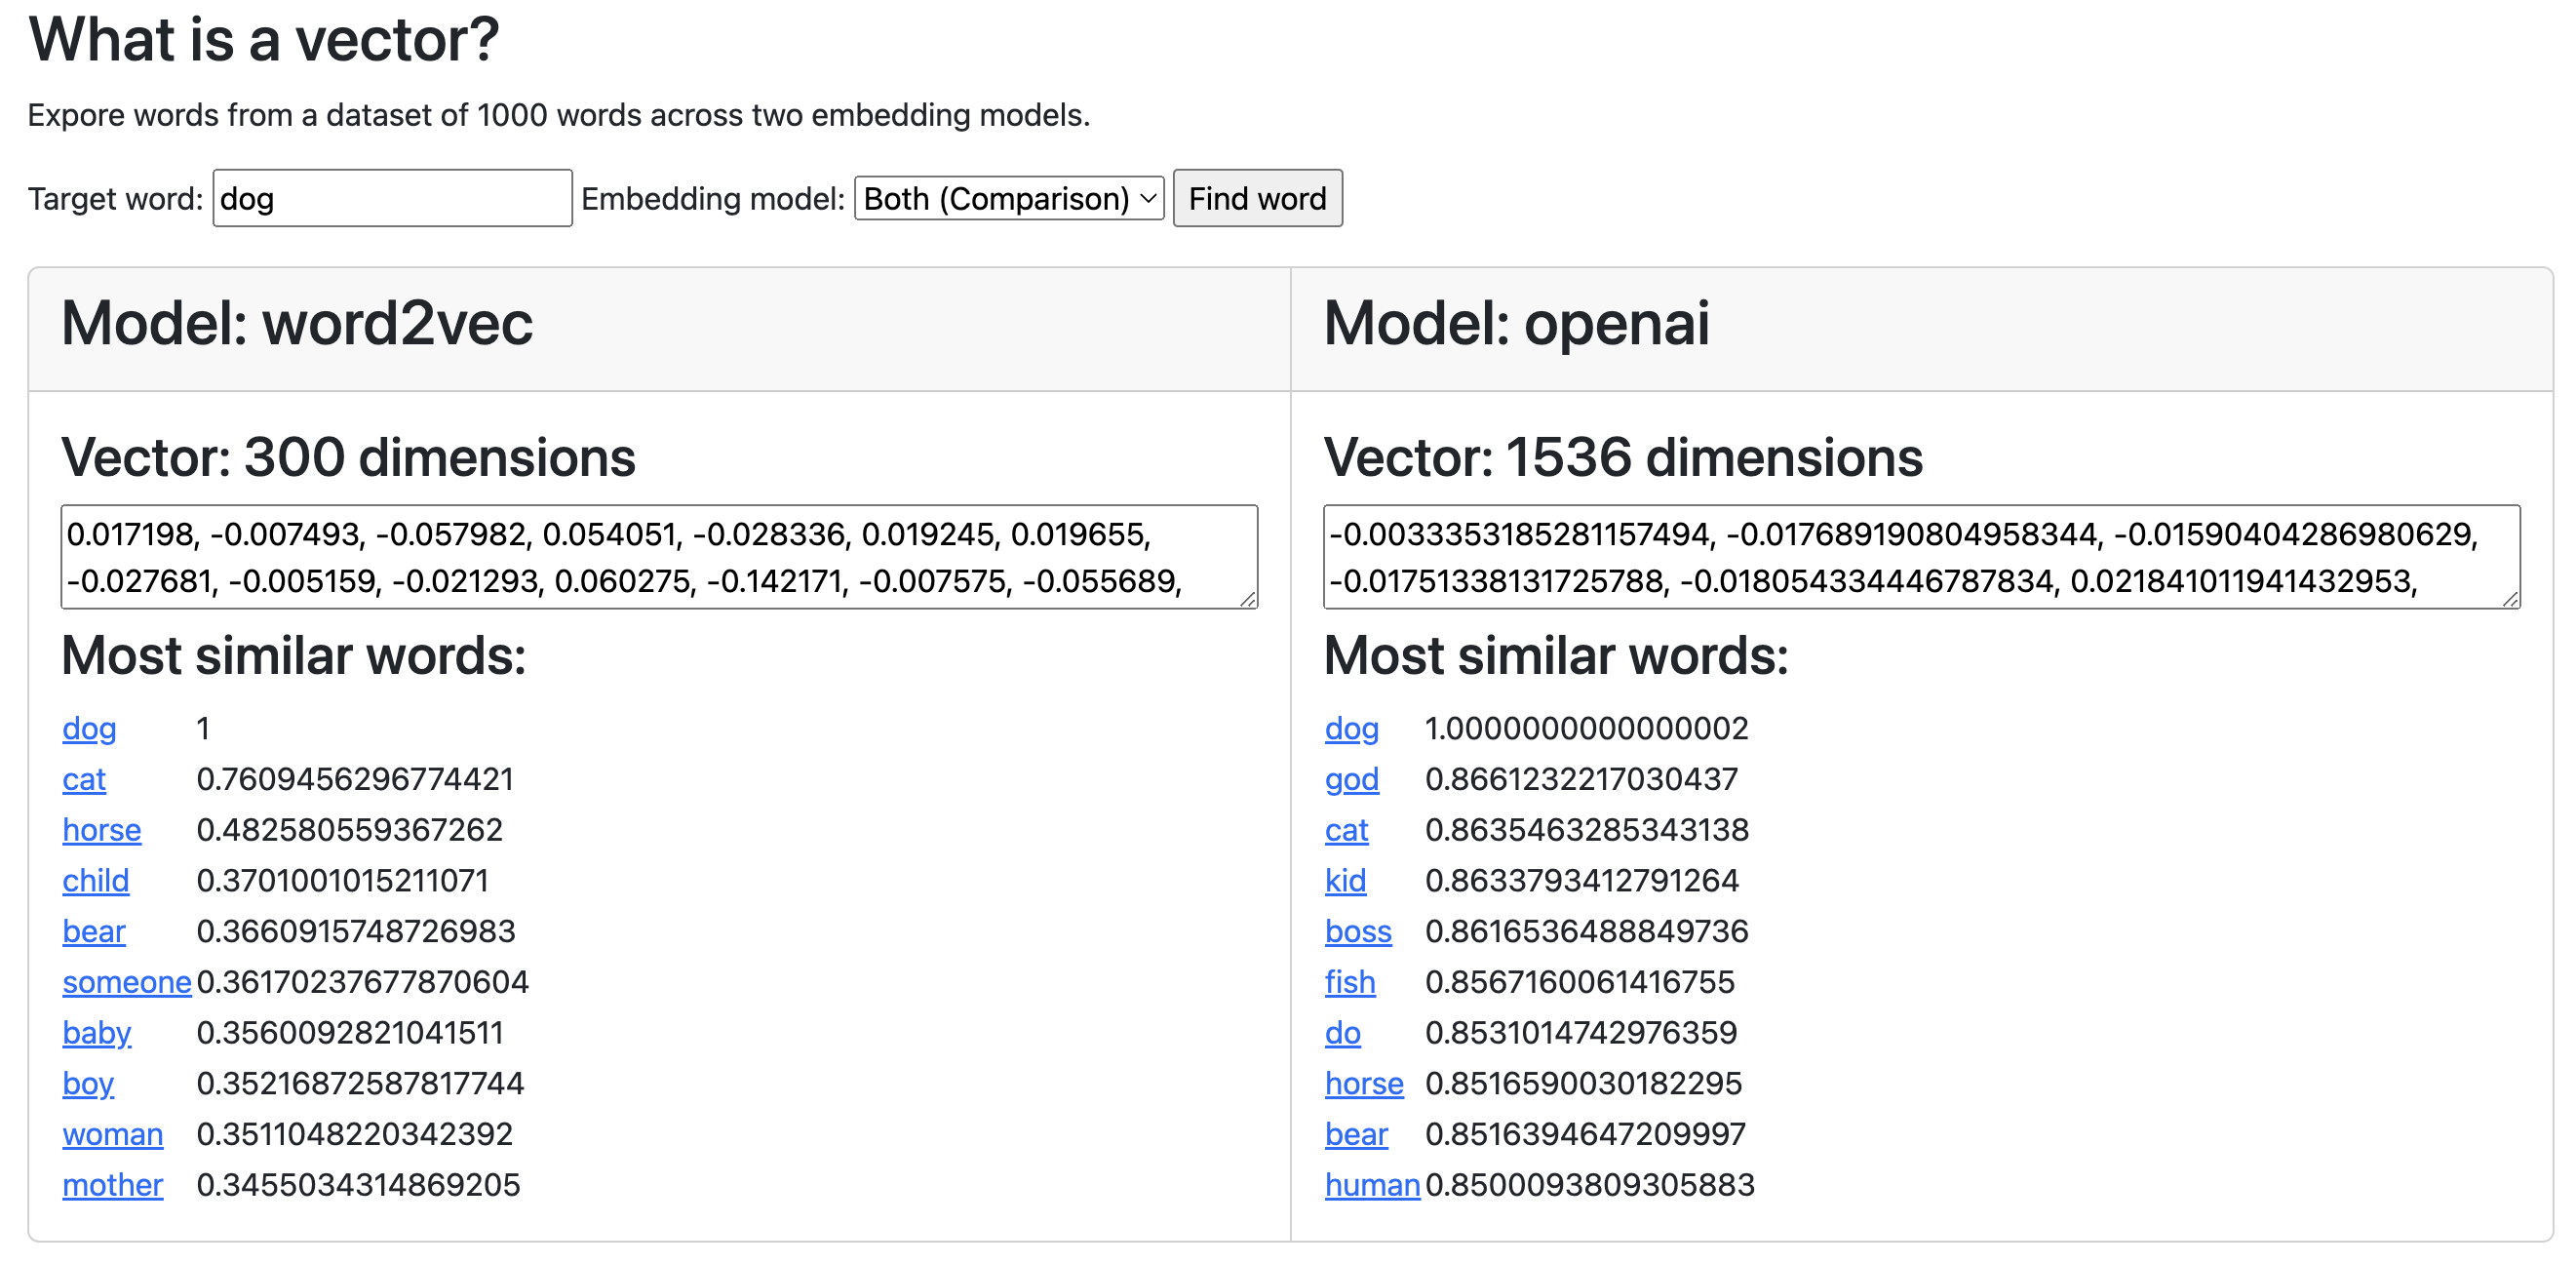 What is a vector?
Expore words from a dataset of 1000 words across two embedding models.
Target word: dog Embedding model: Both (Comparison) Find word
Model: word2vec
Vector: 300 dimensions
0.017198, -0.007493, -0.057982, 0.054051, -0.028336, 0.019245, 0.019655,
-0.027681, -0.005159, -0.021293, 0.060275, -0.142171, -0.007575, -0.055689,
Most similar words:
dog 1
cat 0.7609456296774421
horse 0.482580559367262
child 0.3701001015211071
bear 0.3660915748726983
someone 0.36170237677870604
baby 0.3560092821041511
boy 0.35216872587817744
woman 0.3511048220342392
mother 0.3455034314869205
Model: openai
Vector: 1536 dimensions
-0.0033353185281157494, -0.017689190804958344, -0.01590404286980629,
-0.01751338131725788, -0.018054334446787834, 0.021841011941432953,
Most similar words:
dog 1.0000000000000002
god 0.8661232217030437
cat 0.8635463285343138
kid 0.8633793412791264
boss 0.8616536488849736
fish 0.8567160061416755
do 0.8531014742976359
horse 0.8516590030182295
bear 0.8516394647209997
human 0.8500093809305883